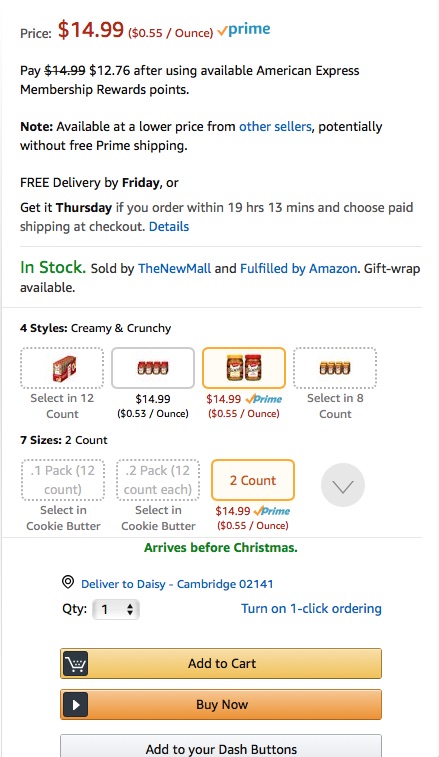 Price: $14.99 ($0.55 / Ounce) prime
Pay $14.99 $12.76 after using available American Express
Membership Rewards points.
Note: Available at a lower price from other sellers, potentially
without free Prime shipping.
FREE Delivery by Friday, or
Get it Thursday if you order within 19 hrs 13 mins and choose paid
shipping at checkout. Details
In Stock. Sold by TheNewMall and Fulfilled by Amazon. Gift-wrap
available.
4 Styles: Creamy & Crunchy
Select in 12
Count
$14.99
($0.53 / Ounce)
$14.99 Prime
($0.55 / Ounce)
Select in 8
Count
7 Sizes: 2 Count
.1 Pack (12
count)
Select in
Cookie Butter
.2 Pack (12
count each)
Select in
Cookie Butter
2 Count
$14.99 Prime
($0.55 / Ounce)
Arrives before Christmas.
Deliver to Daisy - Cambridge 02141
Qty: 1
Turn on 1-click ordering
Add to Cart
Buy Now
Add to your Dash Buttons